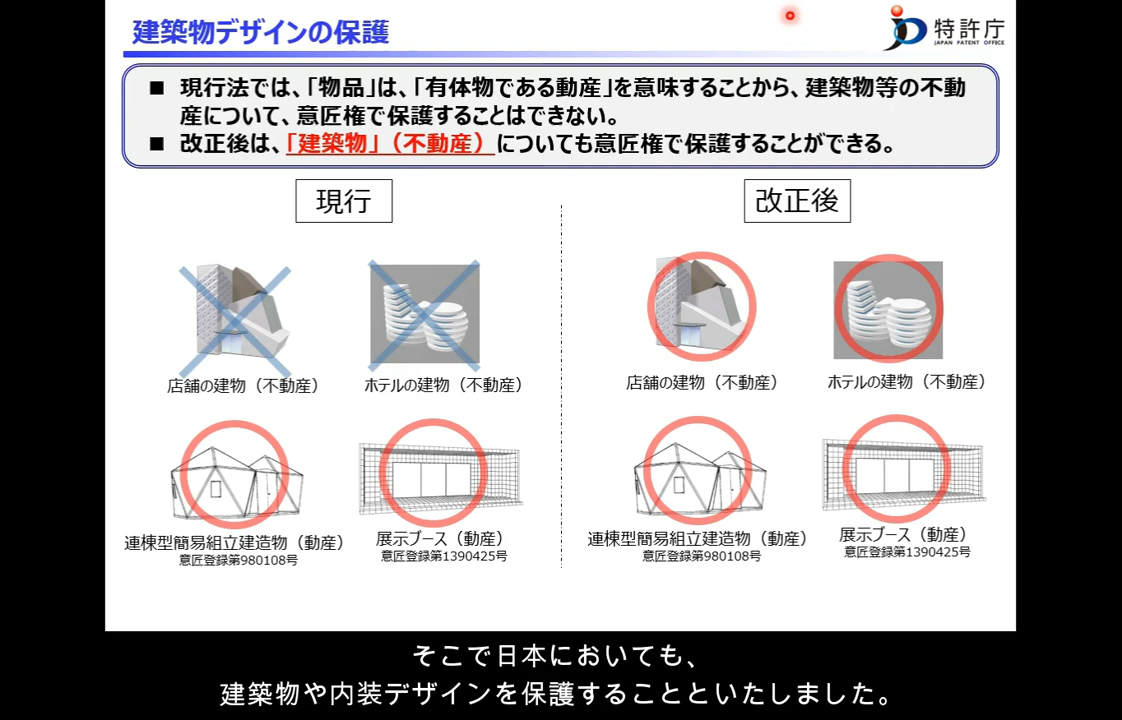 建築物デザインの保護
特許庁
JAPAN PATENT OFFICE
■ 現行法では、「物品」は、「有体物である動産」を意味することから、建築物等の不動
産について、意匠権で保護することはできない。
■ 改正後は、「建築物」（不動産）についても意匠権で保護することができる。
現行
店舗の建物（不動産）
ホテルの建物（不動産）
連棟型簡易組立建造物（動産）
意匠登録第980108号
展示ブース（動産）
意匠登録第1390425号
改正後
店舗の建物（不動産）
ホテルの建物（不動産）
連棟型簡易組立建造物（動産）
意匠登録第980108号
展示ブース（動産）
意匠登録第1390425号
そこで日本においても、
建築物や内装デザインを保護することといたしました。